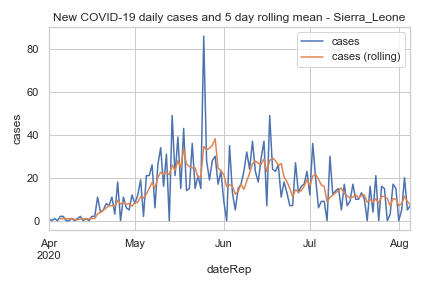 New COVID-19 daily cases and 5 day rolling mean - Sierra_Leone
cases
cases (rolling)
80
60
40
20
0
cases
Apr
2020
May
Jun
Jul
Aug
dateRep